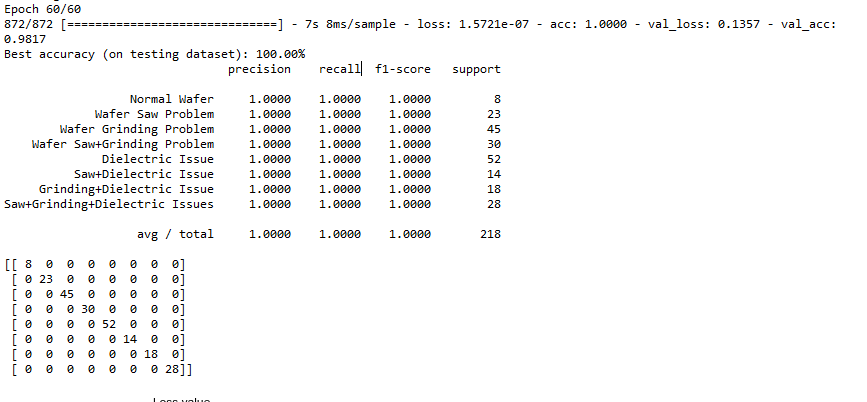 Epoch 60/60
872/872 [==============================] - 7s 8ms/sample - loss: 1.5721e-07 - acc: 1.0000 - val_loss: 0.1357 - val_acc:
0.9817
Best accuracy (on testing dataset): 100.00%
precision recall f1-score support
Normal Wafer 1.0000 1.0000 1.0000 8
Wafer Saw Problem 1.0000 1.0000 1.0000 23
Wafer Grinding Problem 1.0000 1.0000 1.0000 45
Wafer Saw+Grinding Problem 1.0000 1.0000 1.0000 30
Dielectric Issue 1.0000 1.0000 1.0000 52
Saw+Dielectric Issue 1.0000 1.0000 1.0000 14
Grinding+Dielectric Issue 1.0000 1.0000 1.0000 18
Saw+Grinding+Dielectric Issues 1.0000 1.0000 1.0000 28
avg / total 1.0000 1.0000 1.0000 218
[[ 8 0 0 0 0 0 0 0]
[ 0 23 0 0 0 0 0 0]
[ 0 0 45 0 0 0 0 0]
[ 0 0 0 30 0 0 0 0]
[ 0 0 0 0 52 0 0 0]
[ 0 0 0 0 0 14 0 0]
[ 0 0 0 0 0 0 18 0]
[ 0 0 0 0 0 0 0 28]]
Loss value